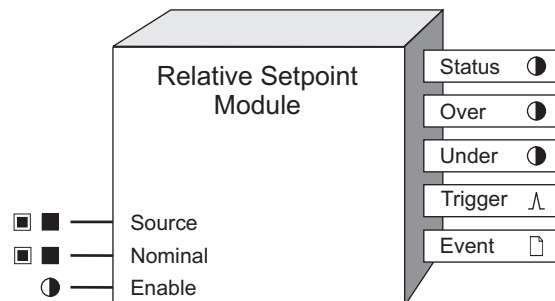 Relative Setpoint
Module
Status
Over
Under
Trigger
Event
Source
Nominal
Enable